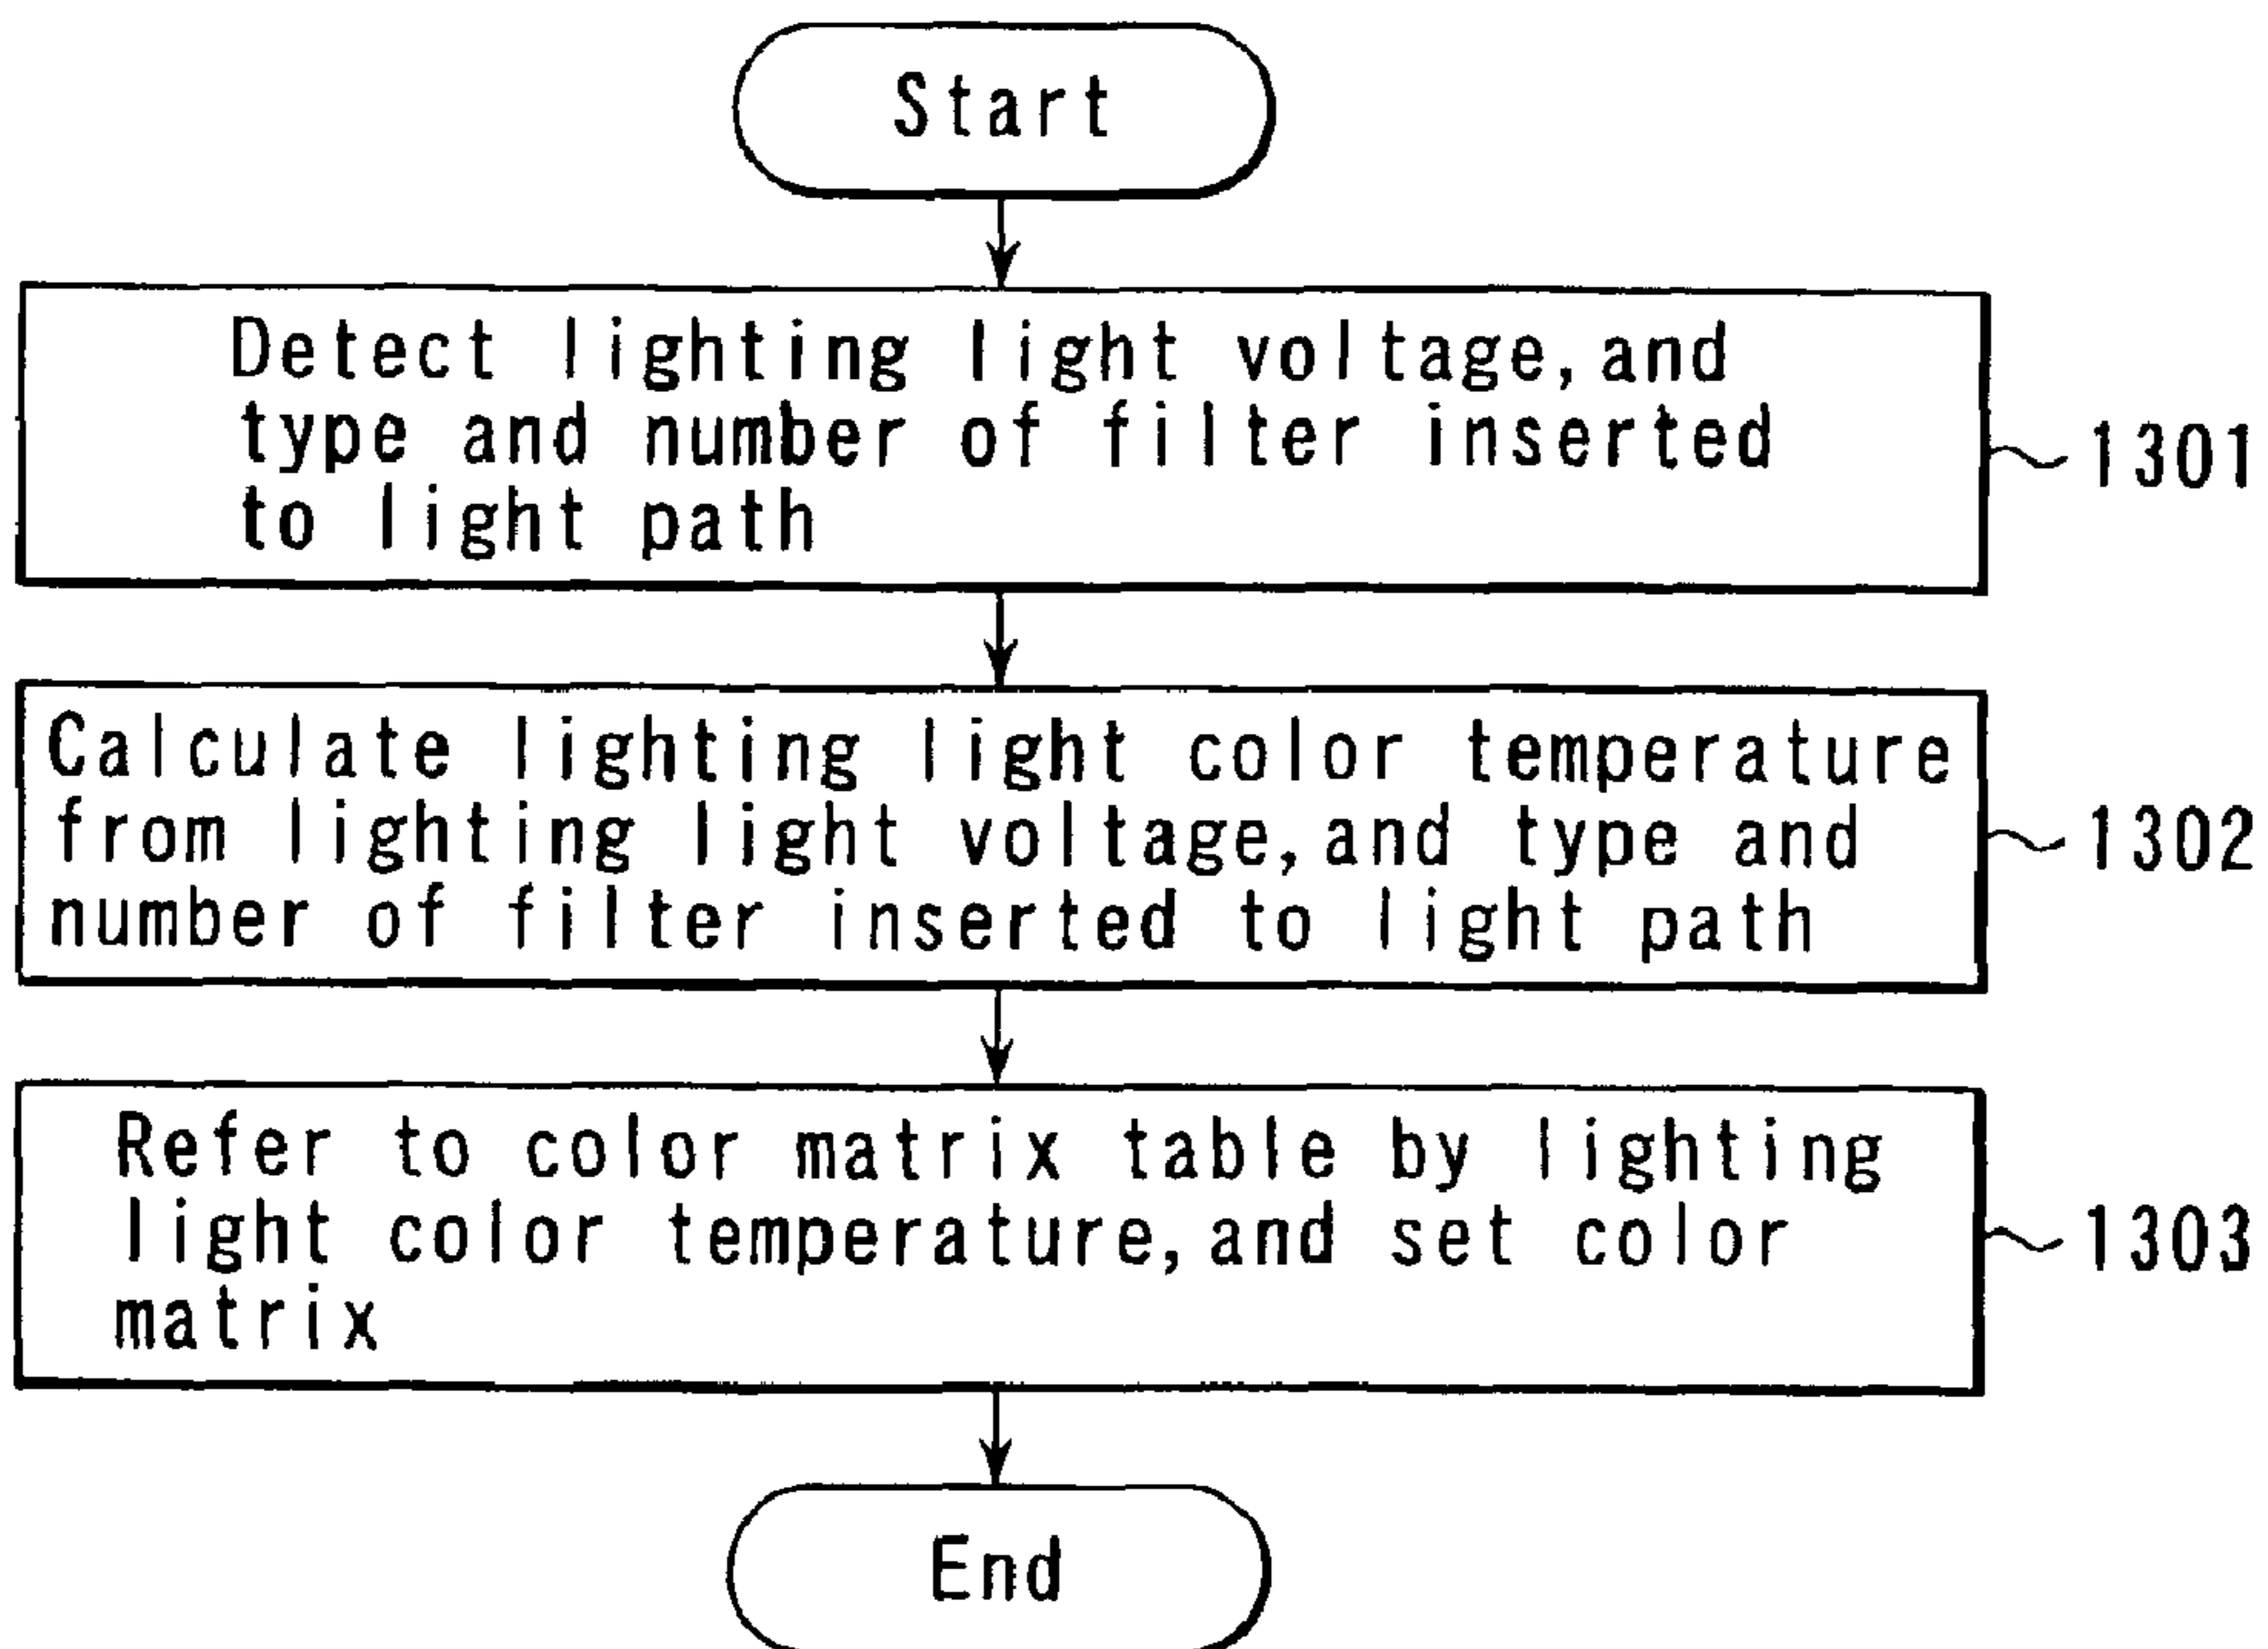 Start
Detect lighting light voltage,and
type and number of filter inserted
to light path
1301
Calculate lighting light color temperature
from lighting light voltage,and type and
number of filter inserted to light path
1302
Refer to color matrix table by lighting
light color temperature,and set color
matrix
1303
End